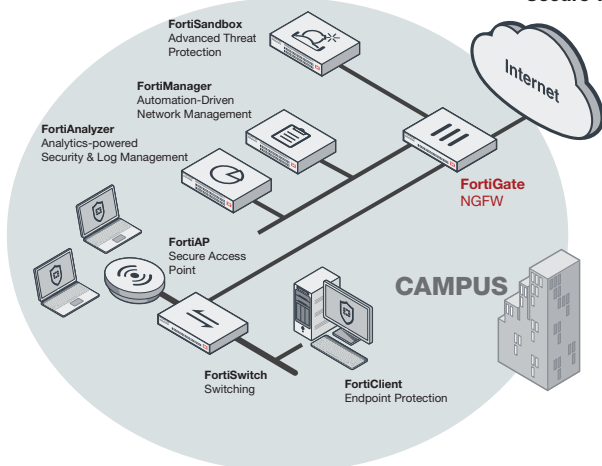 FortiSandbox
Advanced Threat
Protection
FortiManager
Automation-Driven
Network Management
FortiAnalyzer
Analytics-powered
Security & Log Management
Internet
FortiGate
NGFW
FortiAP
Secure Access
Point
CAMPUS
FortiSwitch
Switching
FortiClient
Endpoint Protection